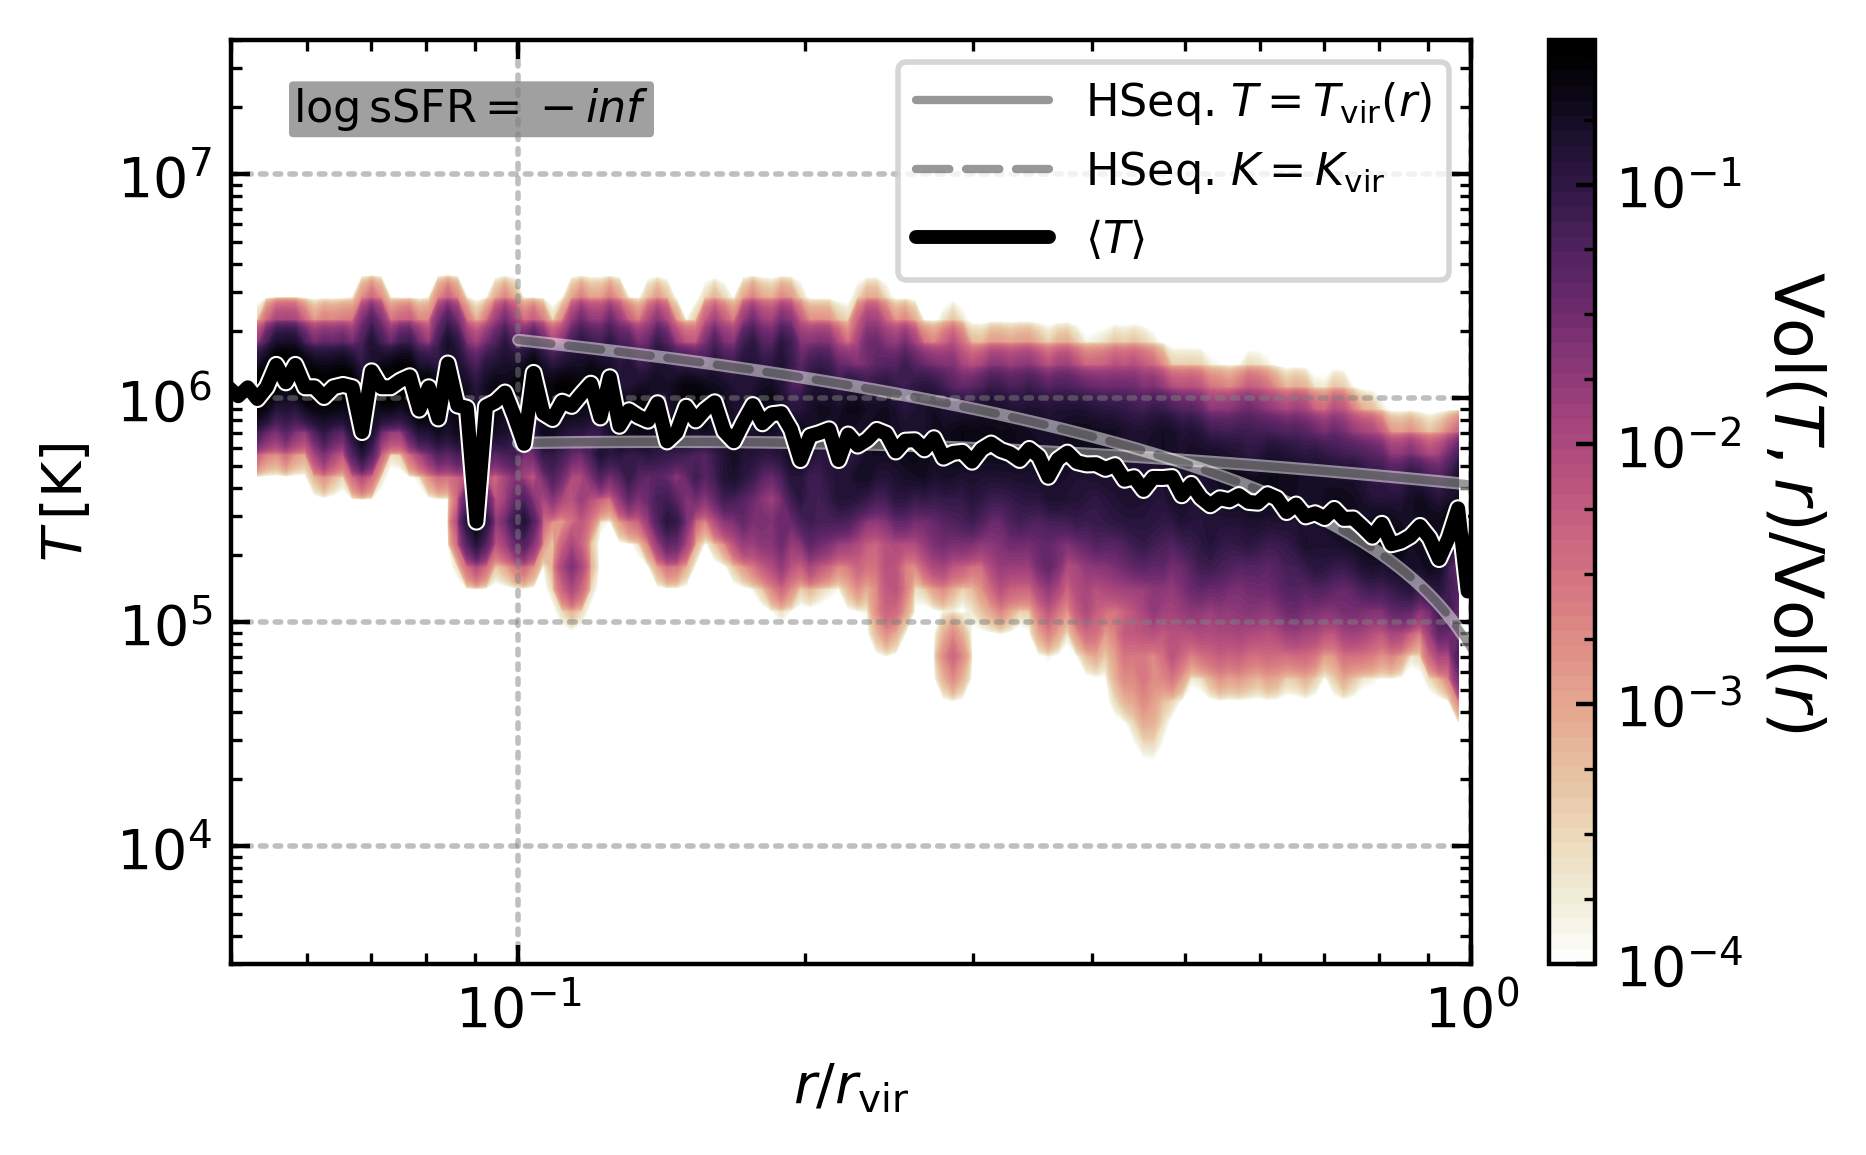 log sSFR = −inf
HSeq. T = T_vir(r)
HSeq. K = K_vir
⟨T⟩
T [K]
10^7
10^6
10^5
10^4
10^−1
10^0
r/r_vir
10^−1
10^−2
10^−3
10^−4
Vol(T, r)/Vol(r)